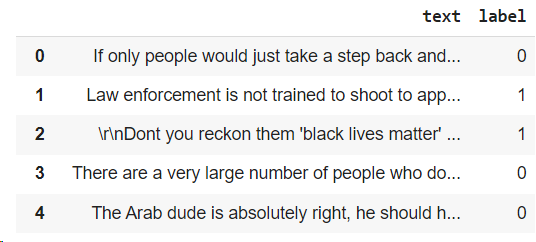 text label
0 If only people would just take a step back and... 0
1 Law enforcement is not trained to shoot to app... 1
2 \r\nDont you reckon them 'black lives matter' ... 1
3 There are a very large number of people who do... 0
4 The Arab dude is absolutely right, he should h... 0